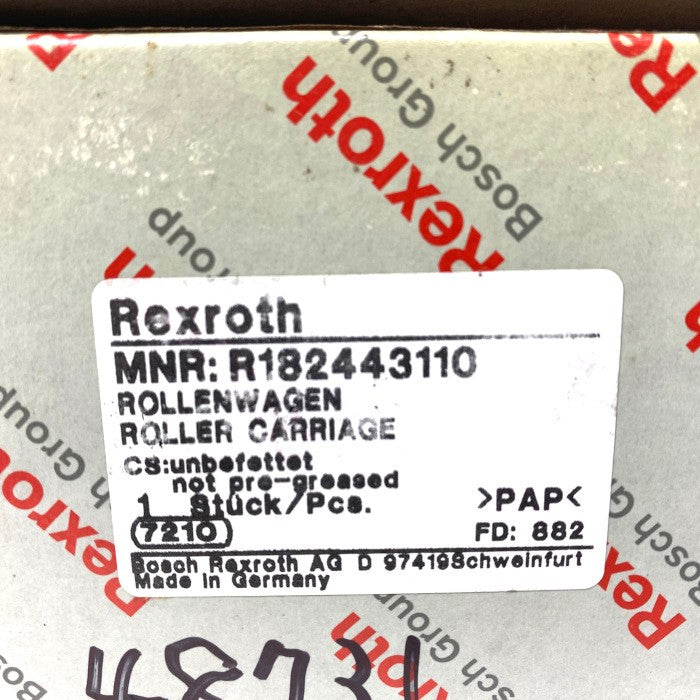 Rexroth
Bosch Group
Rexroth
MNR: R182443110
ROLLENWAGEN
ROLLER CARRIAGE
CS:unbefettet
not pre-greased
1 Stück/Pcs. >PAP<
7210 FD: 882
Bosch Rexroth AG D 97419Schweinfurt
Made in Germany
48731